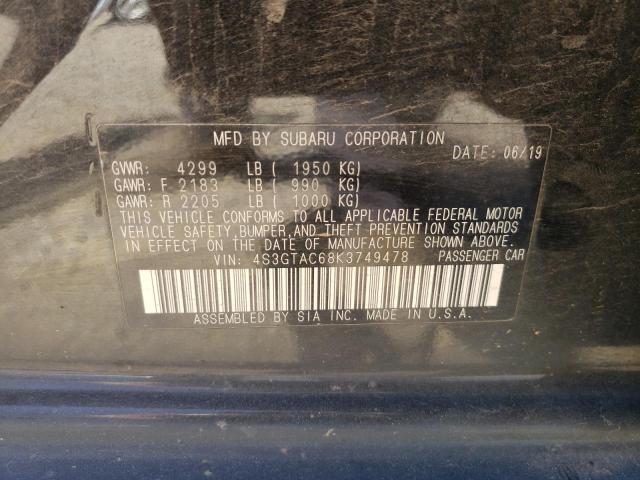 MFD BY SUBARU CORPORATION
DATE: 06/19
GVWR: 4299 LB ( 1950 KG)
GAWR: F 2183 LB ( 990 KG)
GAWR: R 2205 LB ( 1000 KG)
THIS VEHICLE CONFORMS TO ALL APPLICABLE FEDERAL MOTOR
VEHICLE SAFETY,BUMPER,AND THEFT PREVENTION STANDARDS
IN EFFECT ON THE DATE OF MANUFACTURE SHOWN ABOVE.
VIN: 4S3GTAC68K3749478 PASSENGER CAR
ASSEMBLED BY SIA INC. MADE IN U.S.A.